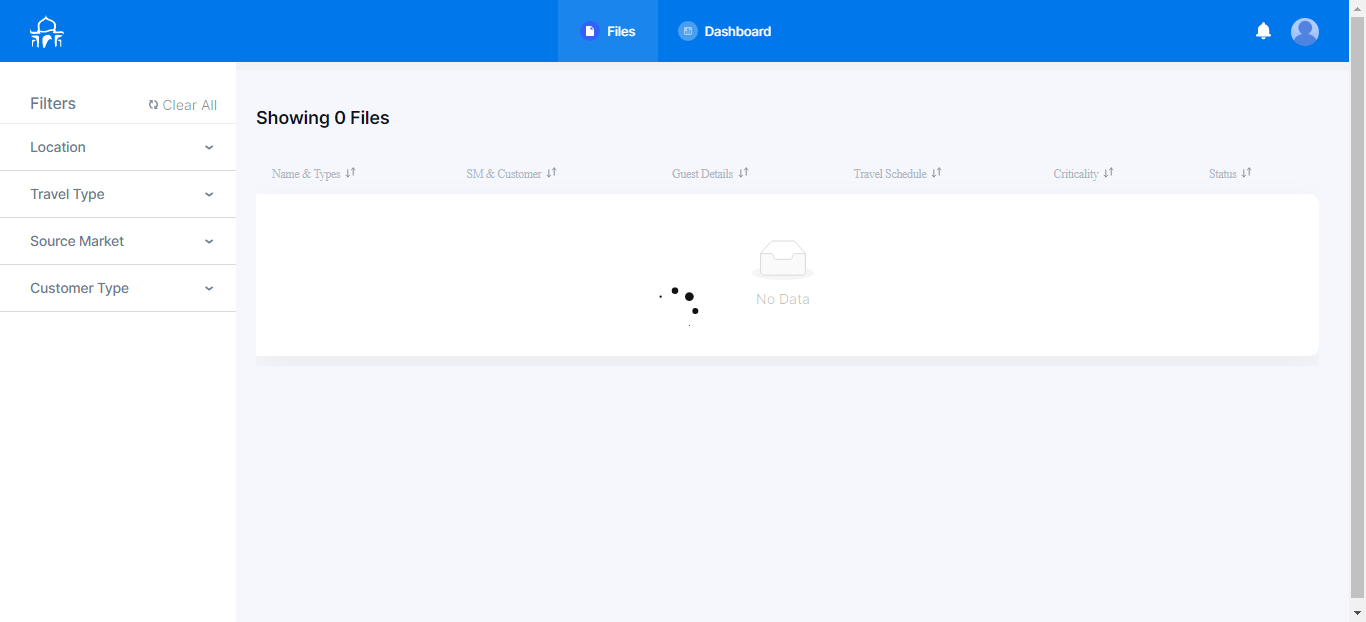 Files
Dashboard
Filters
Clear All
Location
Travel Type
Source Market
Customer Type
Showing 0 Files
Name & Types
SM & Customer
Guest Details
Travel Schedule
Criticality
Status
No Data